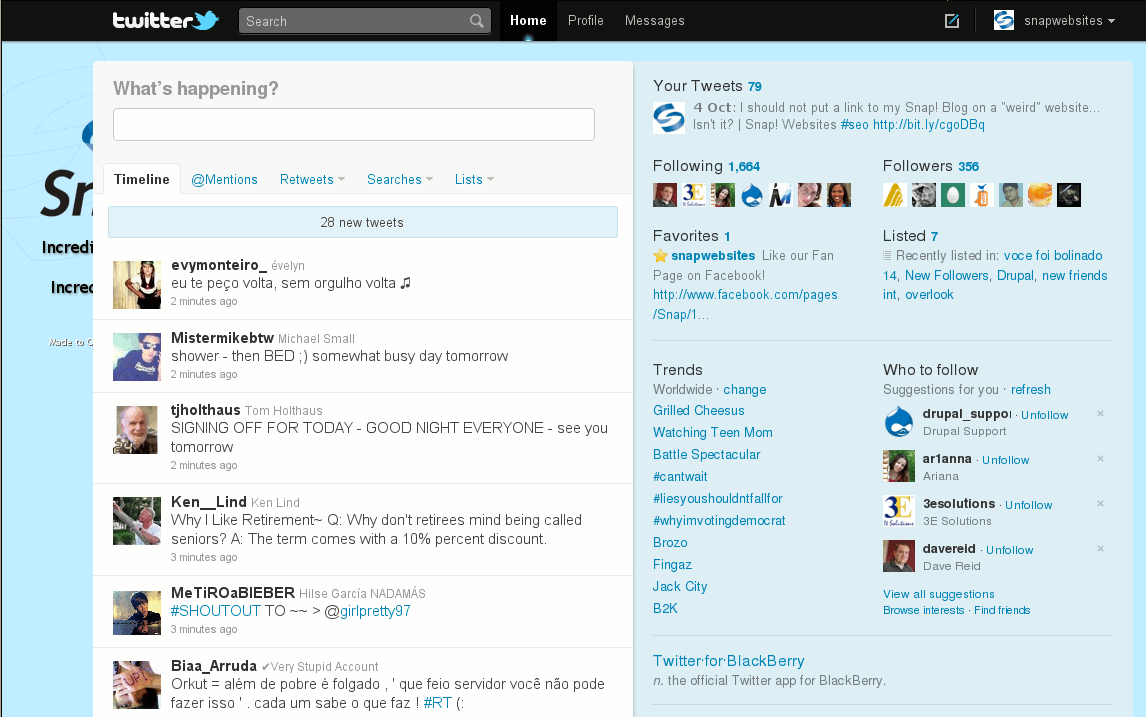 twitter
Search
Home
Profile
Messages
snapwebsites
Sn
Incredi
Incre
Made to
What's happening?
Timeline
@Mentions
Retweets
Searches
Lists
28 new tweets
evymonteiro_ évelyn
eu te peço volta, sem orgulho volta ♫
2 minutes ago
Mistermikebtw Michael Small
shower - then BED ;) somewhat busy day tomorrow
2 minutes ago
tjholthaus Tom Holthaus
SIGNING OFF FOR TODAY - GOOD NIGHT EVERYONE - see you
tomorrow
2 minutes ago
Ken__Lind Ken Lind
Why I Like Retirement~ Q: Why don't retirees mind being called
seniors? A: The term comes with a 10% percent discount.
3 minutes ago
MeTiROaBIEBER Hilse García NADAMÁS
#SHOUTOUT TO ~~ > @girlpretty97
3 minutes ago
Biaa_Arruda ✔Very Stupid Account
Orkut = além de pobre é folgado , ' que feio servidor você não pode
fazer isso ' . cada um sabe o que faz ! #RT (:
Your Tweets 79
4 Oct: I should not put a link to my Snap! Blog on a "weird" website...
Isn't it? | Snap! Websites #seo http://bit.ly/cgoDBq
Following 1,664
Followers 356
Favorites 1
snapwebsites Like our Fan
Page on Facebook!
http://www.facebook.com/pages
/Snap/1...
Listed 7
Recently listed in: voce foi bolinado
14, New Followers, Drupal, new friends
int, overlook
Trends
Worldwide · change
Grilled Cheesus
Watching Teen Mom
Battle Spectacular
#cantwait
#liesyoushouldntfallfor
#whyimvotingdemocrat
Brozo
Fingaz
Jack City
B2K
Who to follow
Suggestions for you · refresh
drupal_suppor · Unfollow ×
Drupal Support
ar1anna · Unfollow ×
Ariana
3esolutions · Unfollow ×
3E Solutions
davereid · Unfollow ×
Dave Reid
View all suggestions
Browse interests · Find friends
Twitter·for·BlackBerry
n. the official Twitter app for BlackBerry.